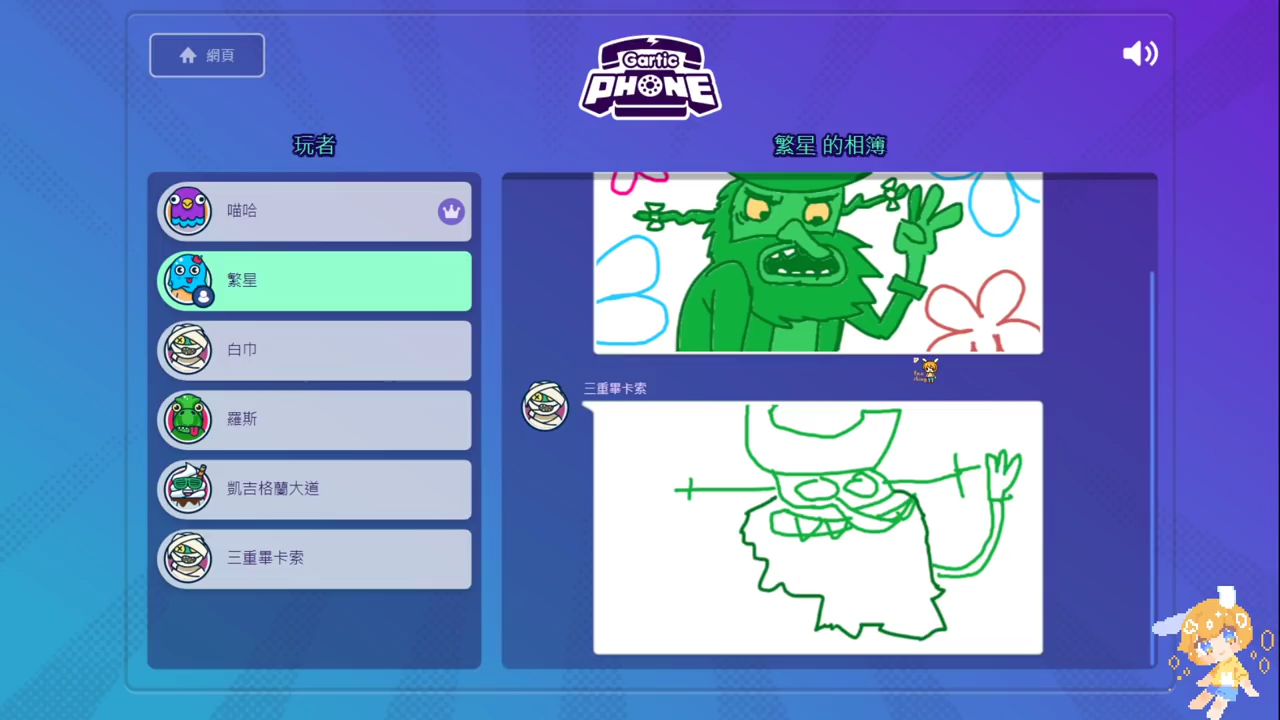 網頁
Gartic
PHONE
玩者
繁星 的相簿
喵哈
繁星
白巾
羅斯
凱吉格蘭大道
三重畢卡索
三重畢卡索